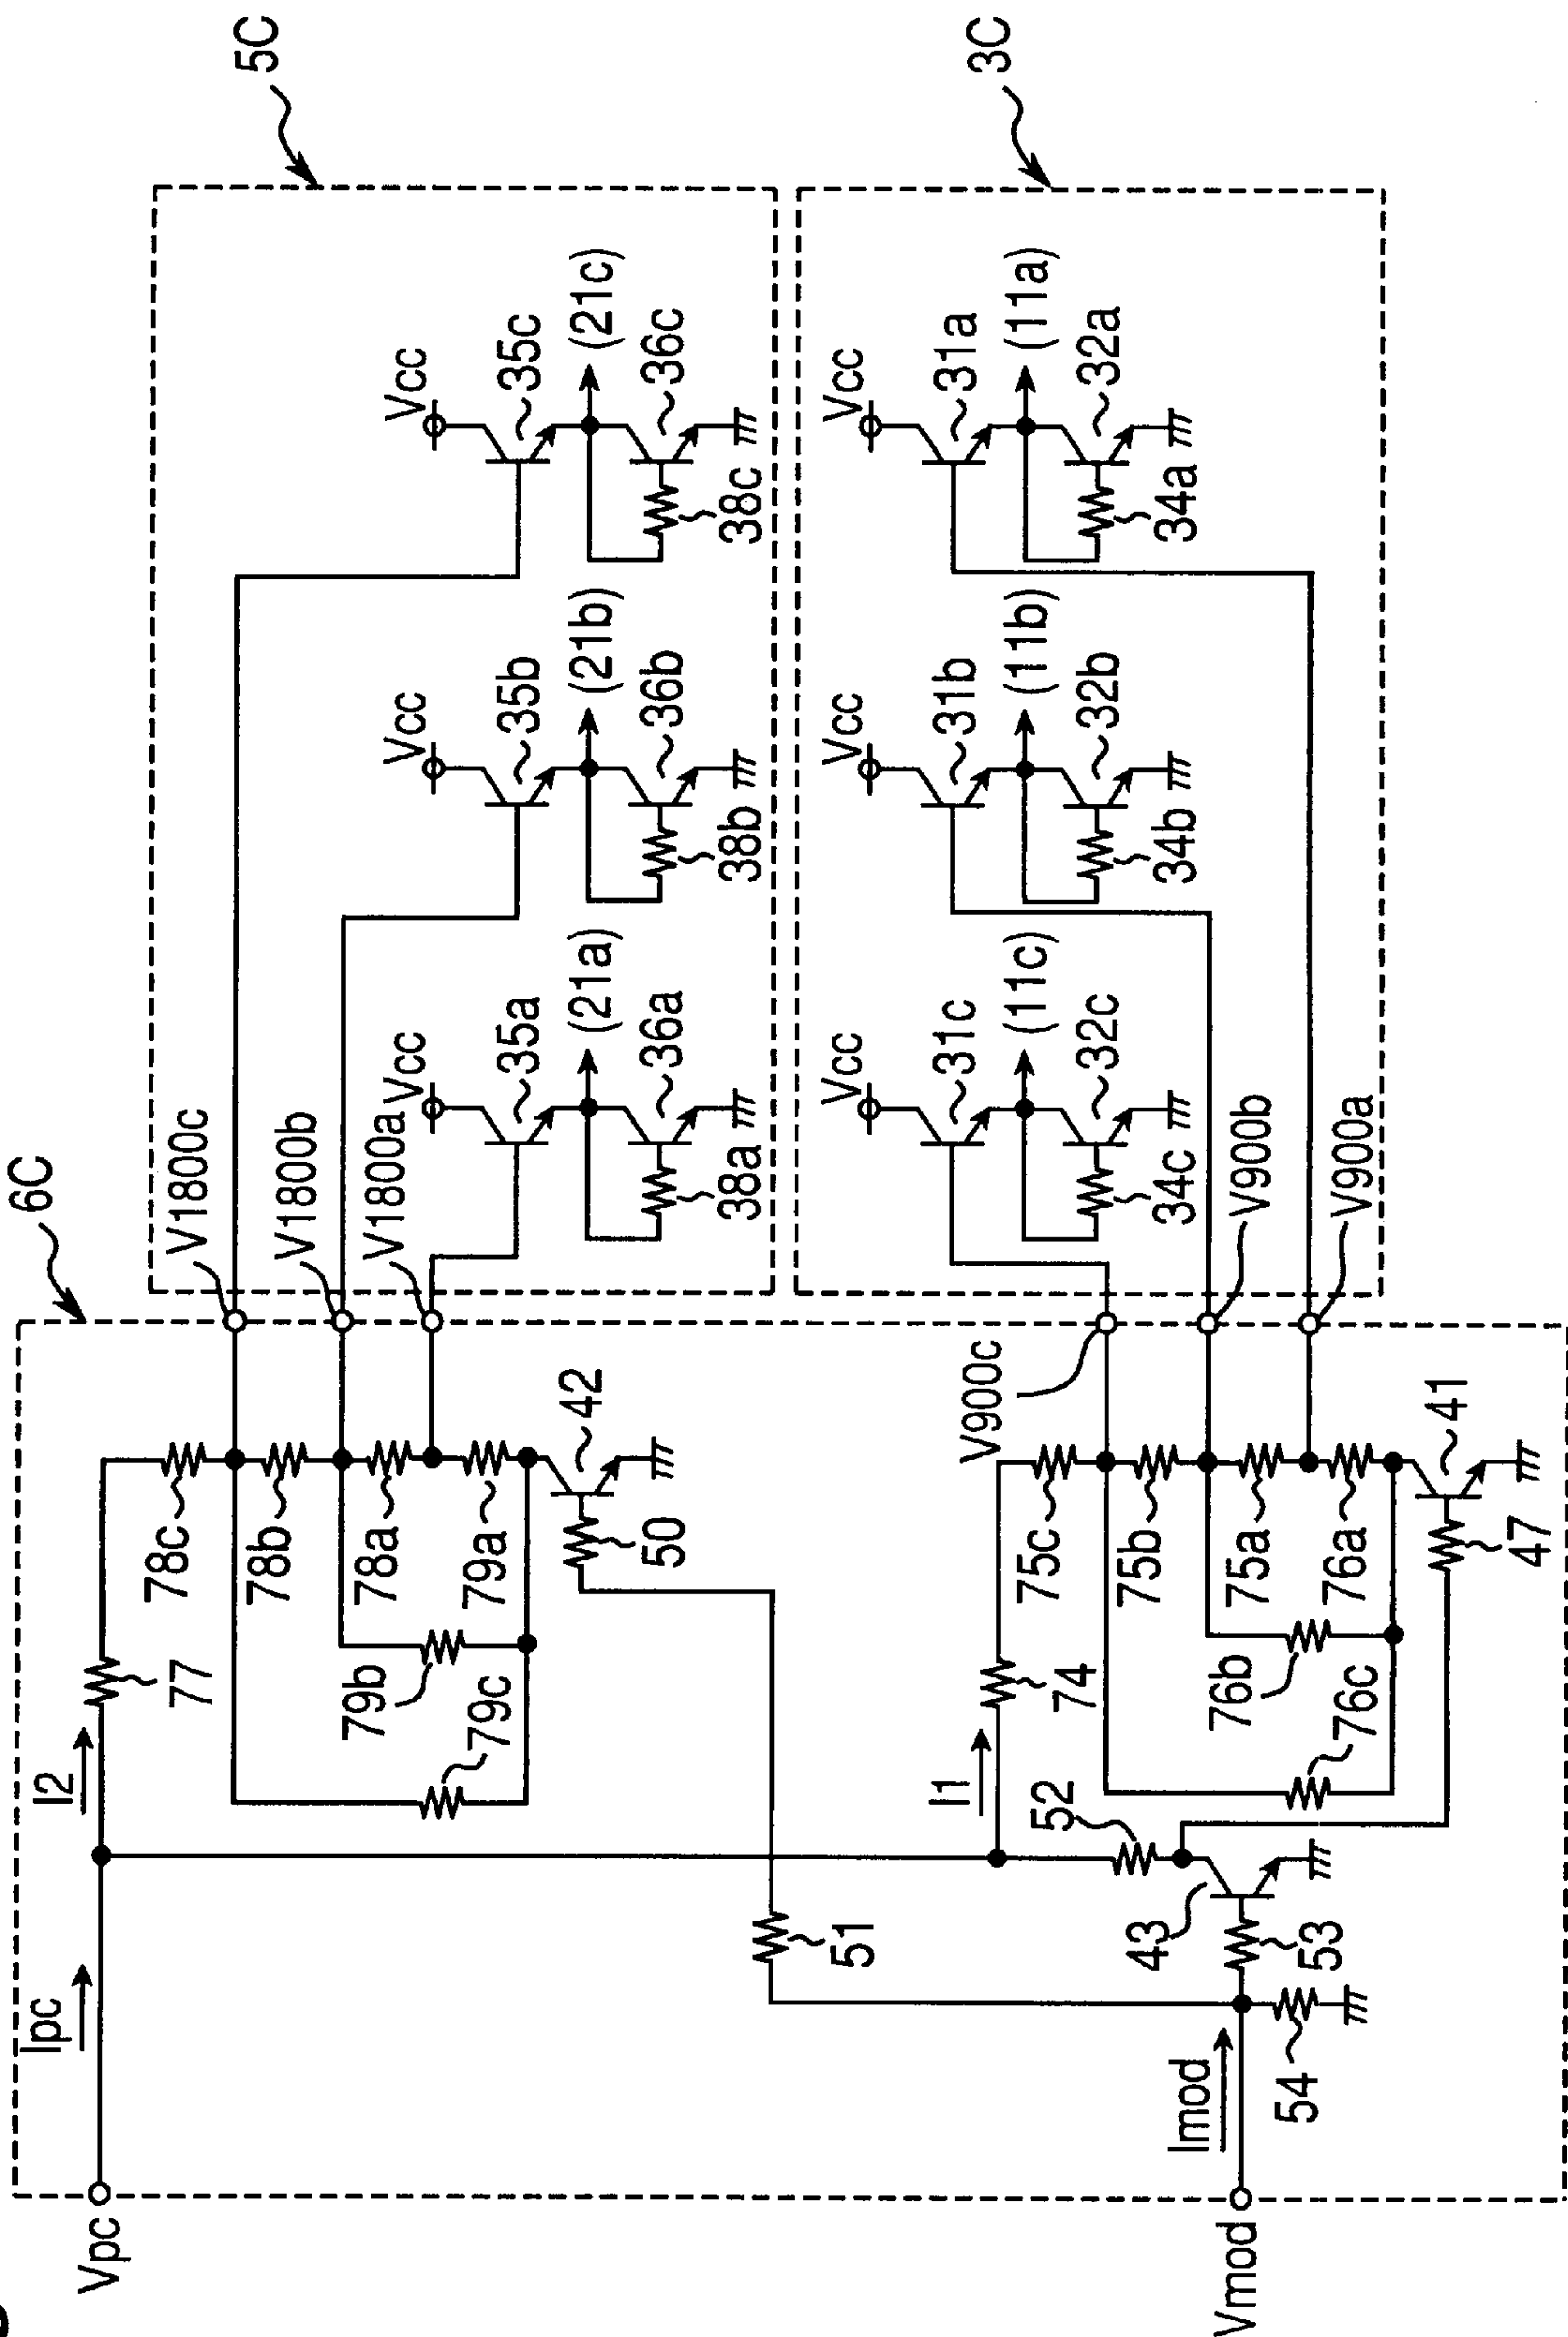 6C
5C
3C
Vpc
Ipc
I2
77
78c
78b
78a
79a
79b
79c
42
50
51
V1800c
V1800b
V1800a
Vcc
35a
(21a)
36a
38a
Vcc
35b
(21b)
36b
38b
Vcc
35c
(21c)
36c
38c
Vmod
Imod
54
53
43
52
I1
74
75c
75b
75a
76a
76b
76c
41
47
V900c
V900b
V900a
Vcc
31c
(11c)
32c
34c
Vcc
31b
(11b)
32b
34b
Vcc
31a
(11a)
32a
34a